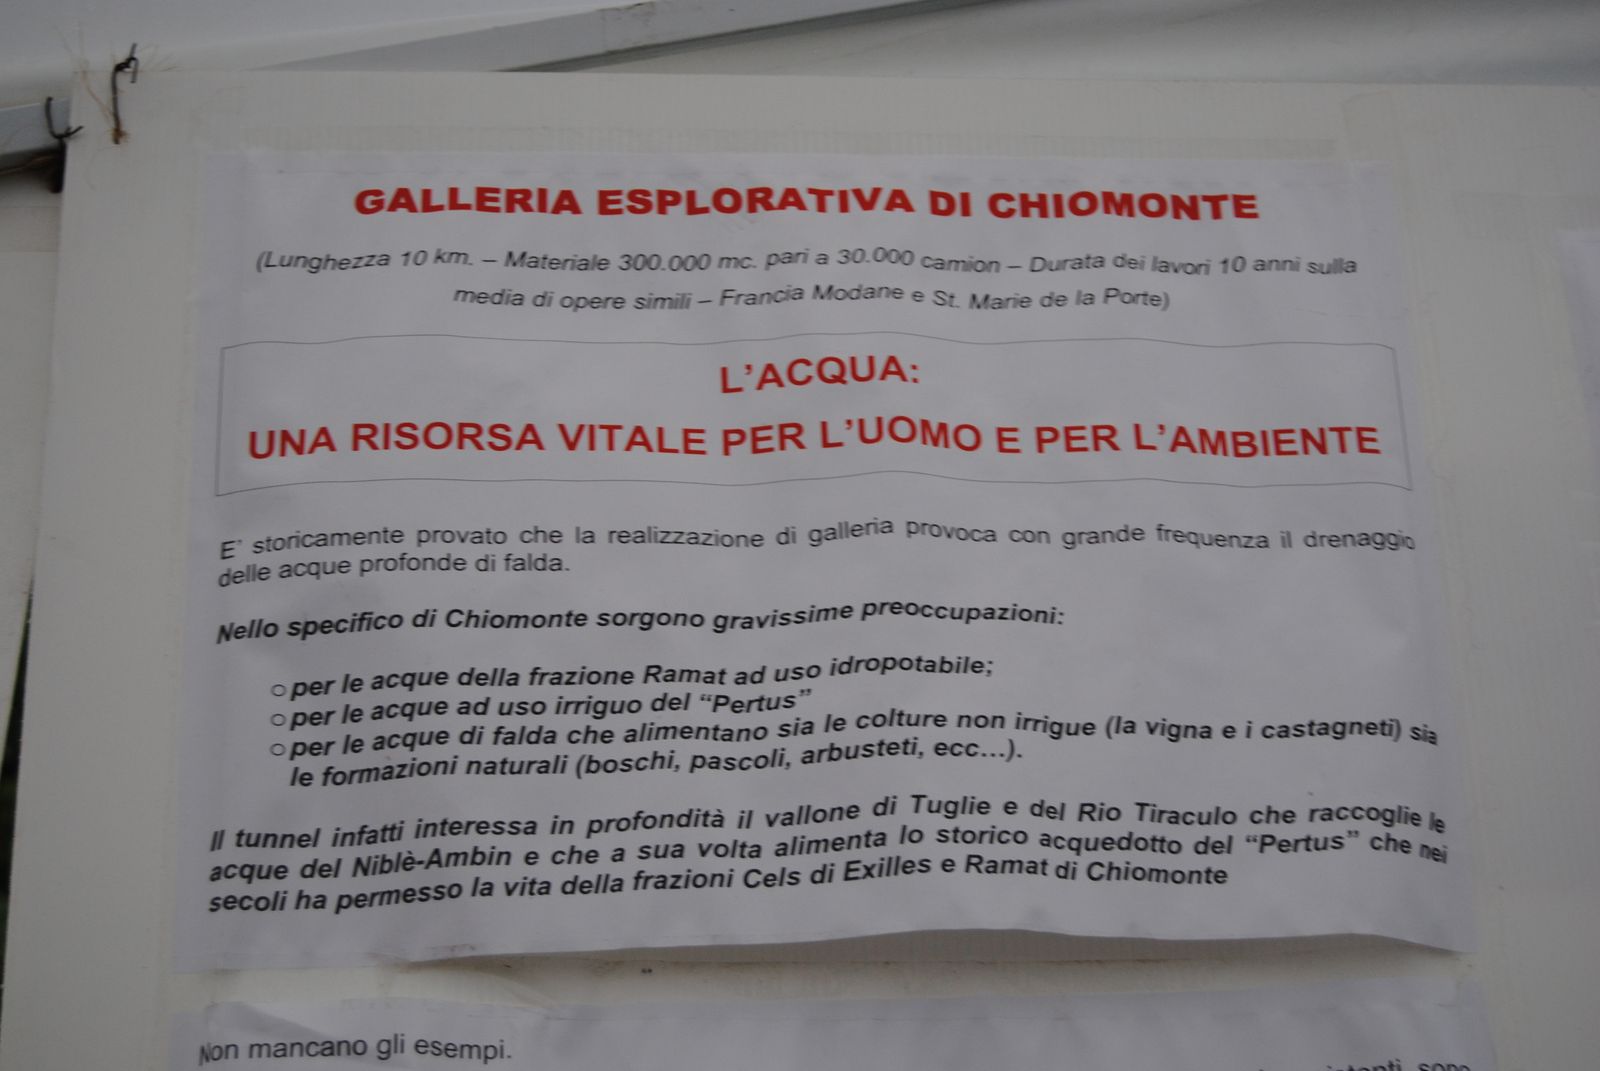 GALLERIA ESPLORATIVA DI CHIOMONTE
(Lunghezza 10 km. – Materiale 300.000 mc. pari a 30.000 camion – Durata dei lavori 10 anni sulla
media di opere simili – Francia Modane e St. Marie de la Porte)
L'ACQUA:
UNA RISORSA VITALE PER L'UOMO E PER L'AMBIENTE
E' storicamente provato che la realizzazione di galleria provoca con grande frequenza il drenaggio
delle acque profonde di falda.
Nello specifico di Chiomonte sorgono gravissime preoccupazioni:
○ per le acque della frazione Ramat ad uso idropotabile;
○ per le acque ad uso irriguo del “Pertus”
○ per le acque di falda che alimentano sia le colture non irrigue (la vigna e i castagneti) sia
le formazioni naturali (boschi, pascoli, arbusteti, ecc…).
Il tunnel infatti interessa in profondità il vallone di Tuglie e del Rio Tiraculo che raccoglie le
acque del Niblè-Ambin e che a sua volta alimenta lo storico acquedotto del “Pertus” che nei
secoli ha permesso la vita della frazioni Cels di Exilles e Ramat di Chiomonte
Non mancano gli esempi.
sono